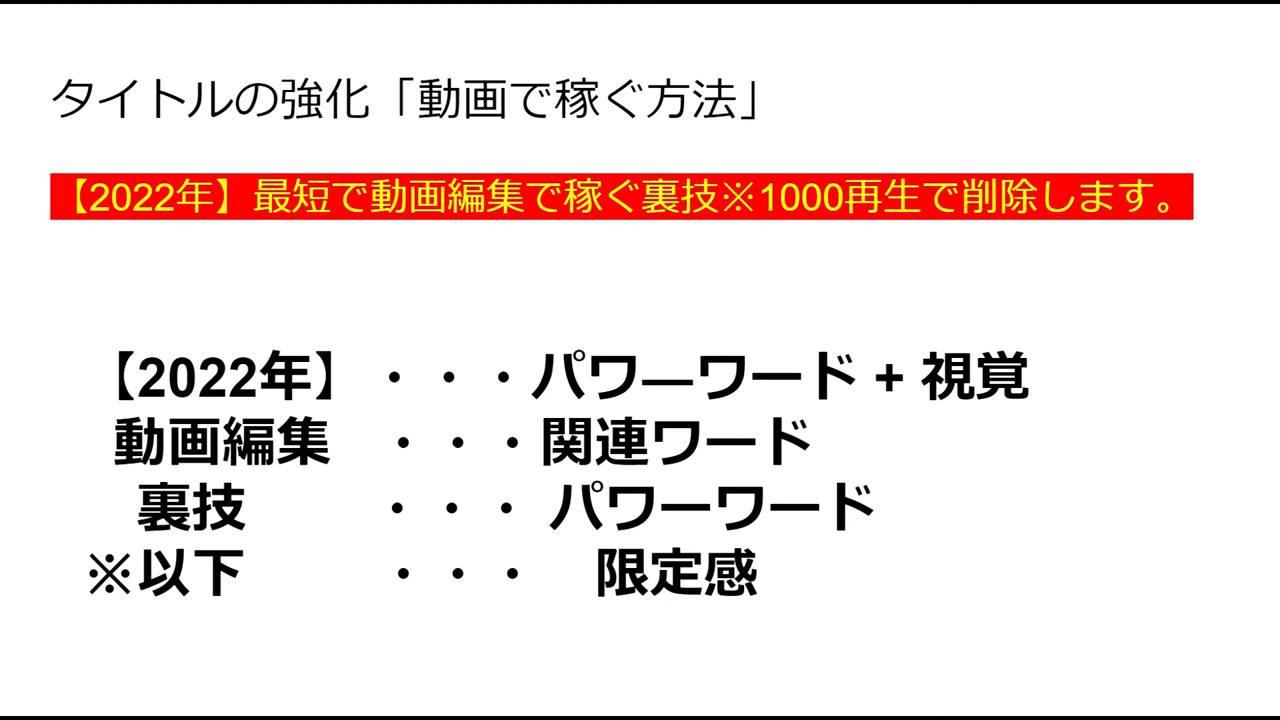 タイトルの強化「動画で稼ぐ方法」
【2022年】最短で動画編集で稼ぐ裏技※1000再生で削除します。
【2022年】・・・パワ―ワード + 視覚
動画編集 ・・・関連ワード
裏技 ・・・ パワーワード
※以下 ・・・ 限定感